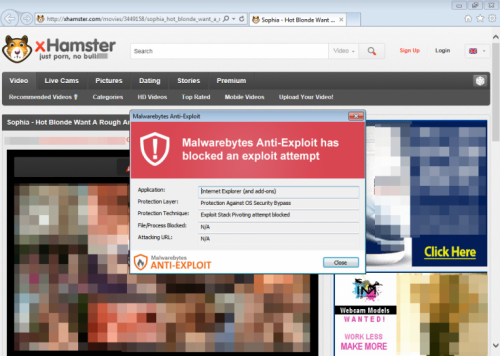 http://xhamster.com/movies/3449158/sophia_hot_blonde_want_a_r
Sophia - Hot Blonde Want ...
xHamster
just porn, no bull
Search
Video
Sign Up
Login
Video
Live Cams
Pictures
Dating
Stories
Premium
Recommended Videos
Categories
HD Videos
Top Rated
Mobile Videos
Upload Your Video!
Sophia - Hot Blonde Want A Rough An
Malwarebytes Anti-Exploit
Malwarebytes Anti-Exploit has
blocked an exploit attempt
Application:
Internet Explorer (and add-ons)
Protection Layer:
Protection Against OS Security Bypass
Protection Technique:
Exploit Stack Pivoting attempt blocked
File/Process Blocked:
N/A
Attacking URL:
N/A
Malwarebytes
ANTI-EXPLOIT
Close
Click Here
Webcam Models
WANTED!
WORK LESS
MAKE MORE